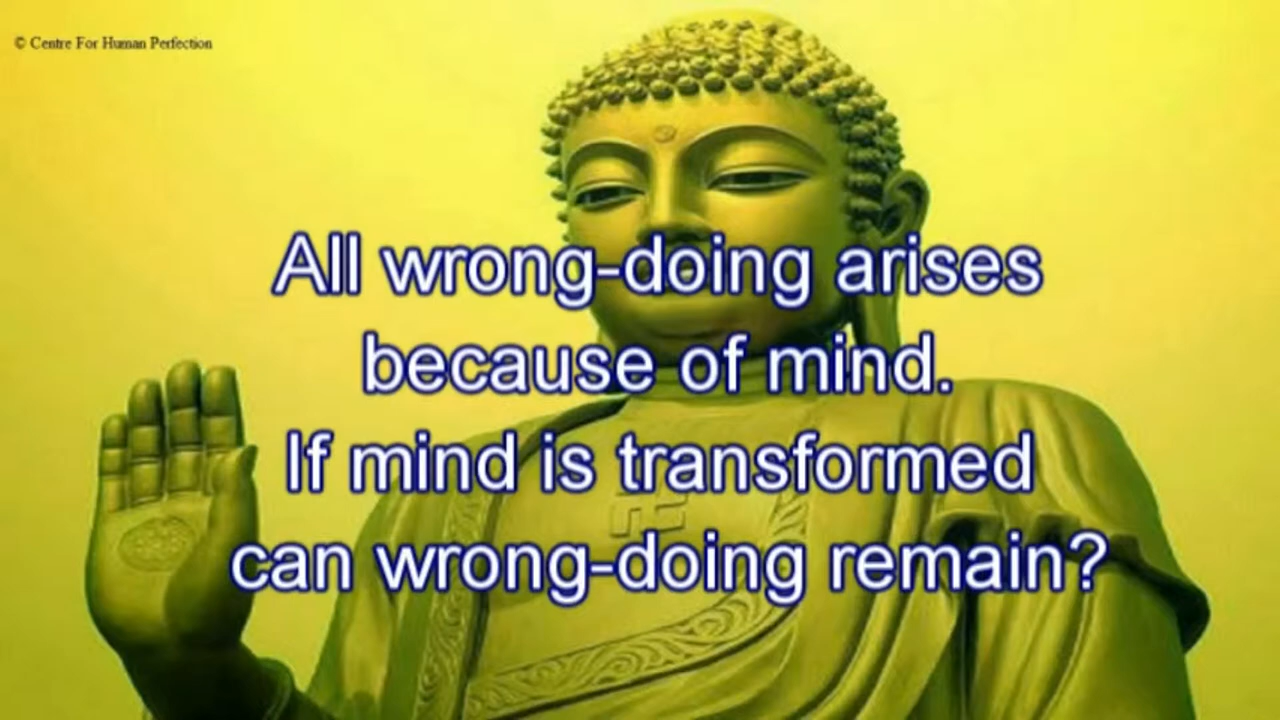 © Centre For Human Perfection
All wrong-doing arises
because of mind.
If mind is transformed
can wrong-doing remain?